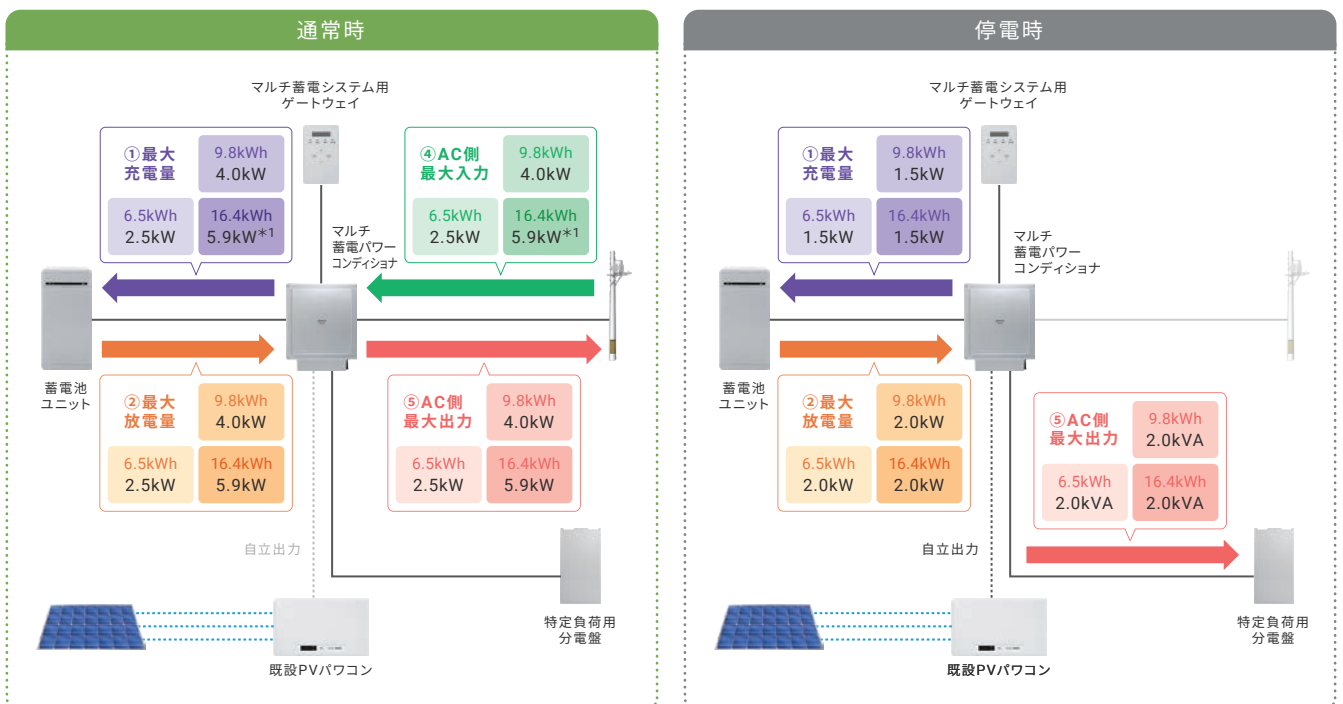 通常時
マルチ蓄電システム用
ゲートウェイ
①最大
充電量
9.8kWh
4.0kW
6.5kWh
2.5kW
16.4kWh
5.9kW*1
④AC側
最大入力
9.8kWh
4.0kW
6.5kWh
2.5kW
16.4kWh
5.9kW*1
マルチ
蓄電パワー
コンディショナ
蓄電池
ユニット
②最大
放電量
9.8kWh
4.0kW
6.5kWh
2.5kW
16.4kWh
5.9kW
⑤AC側
最大出力
9.8kWh
4.0kW
6.5kWh
2.5kW
16.4kWh
5.9kW
自立出力
特定負荷用
分電盤
既設PVパワコン
停電時
マルチ蓄電システム用
ゲートウェイ
①最大
充電量
9.8kWh
1.5kW
6.5kWh
1.5kW
16.4kWh
1.5kW
マルチ
蓄電パワー
コンディショナ
蓄電池
ユニット
②最大
放電量
9.8kWh
2.0kW
6.5kWh
2.0kW
16.4kWh
2.0kW
⑤AC側
最大出力
9.8kWh
2.0kVA
6.5kWh
2.0kVA
16.4kWh
2.0kVA
自立出力
特定負荷用
分電盤
既設PVパワコン